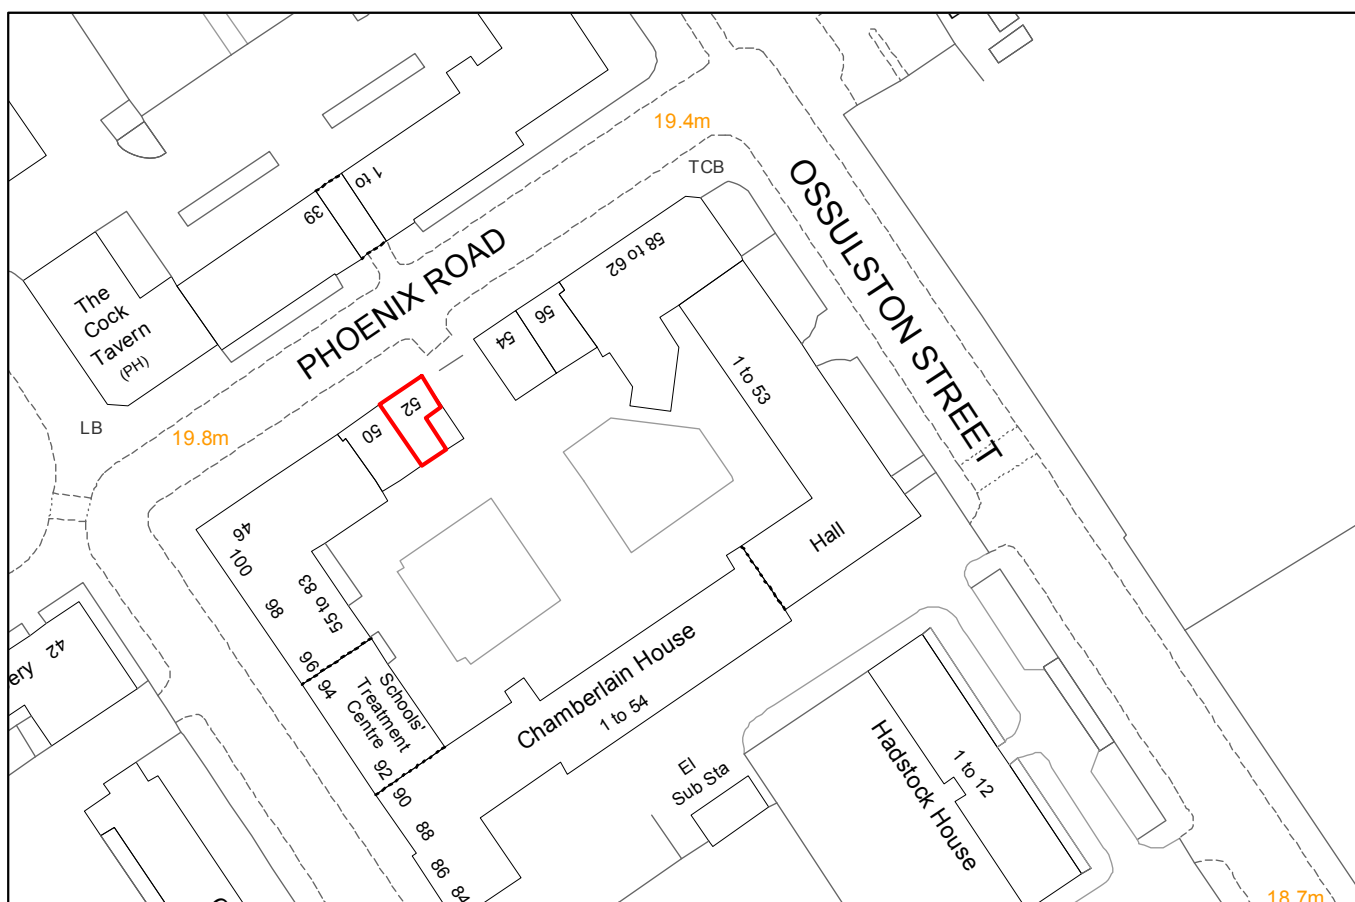 19.4m
TCB
OSSULSTON STREET
1 to
39
PHOENIX ROAD
58 to 62
The
Cock
Tavern
(PH)
56
54
1 to 53
52
50
LB
19.8m
46
100
98
55 to 83
Hall
96
94
Schools'
Treatment
Centre
92
90
88
86
84
42
ery
Chamberlain House
1 to 54
El
Sub Sta
Hadstock House
1 to 12
18.7m